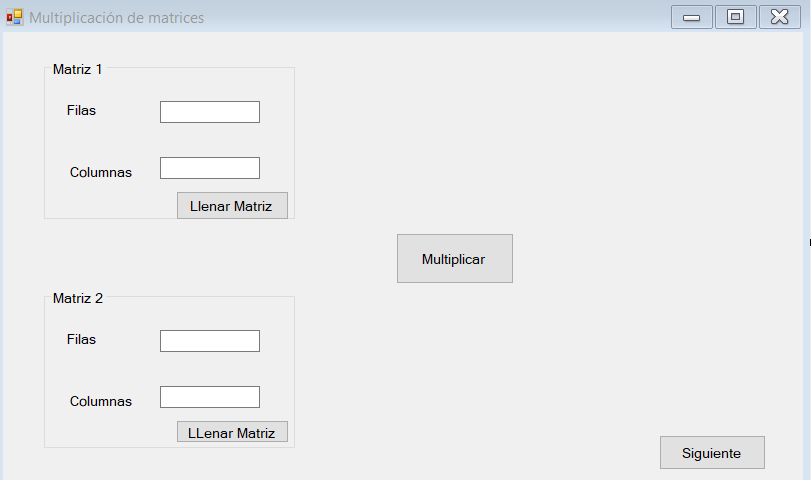 Multiplicación de matrices
Matriz 1
Filas
Columnas
Llenar Matriz
Multiplicar
Matriz 2
Filas
Columnas
LLenar Matriz
Siguiente